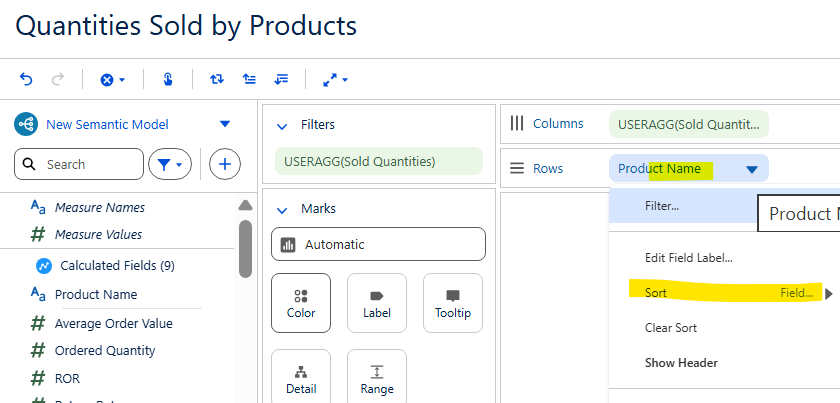 Quantities Sold by Products
New Semantic Model
Search
Aa Measure Names
# Measure Values
Calculated Fields (9)
Aa Product Name
# Average Order Value
# Ordered Quantity
# ROR
Filters
USERAGG(Sold Quantities)
Marks
Automatic
Color
Label
Tooltip
Detail
Range
Columns
USERAGG(Sold Quantit...
Rows
Product Name
Filter...
Product
Edit Field Label...
Sort Field...
Clear Sort
Show Header